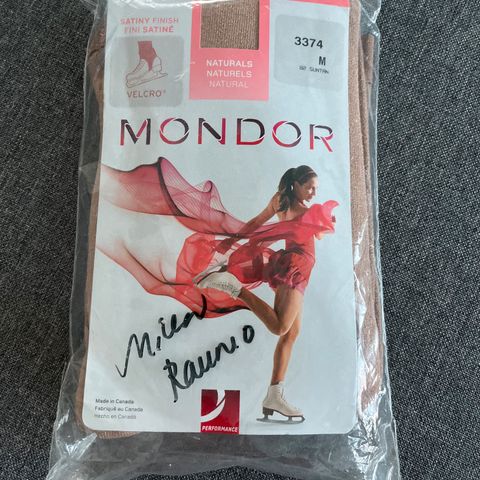 SATINY FINISH
FINI SATINÉ
VELCRO®
NATURALS
NATURELS
NATURAL
3374
M
SUNTAN
MONDOR
Raunio
Made in Canada
Fabriqué au Canada
Hecho en Canada
PERFORMANCE